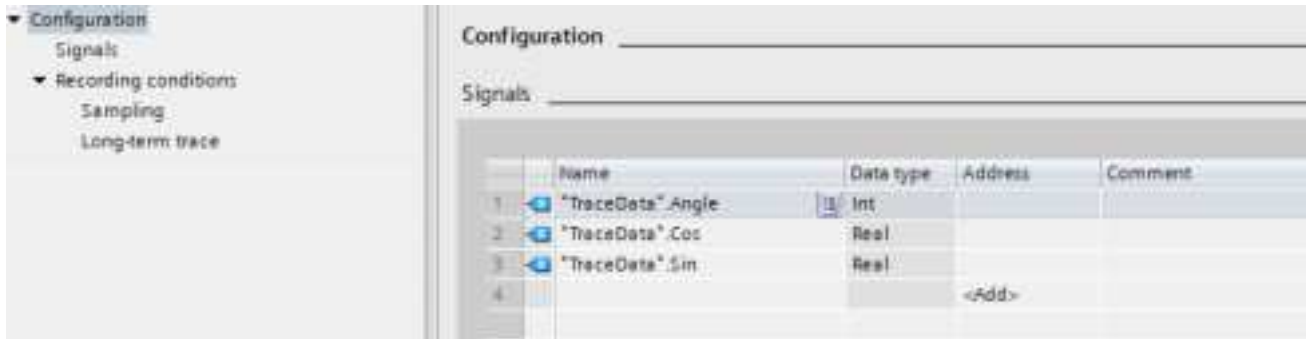 Configuration
Signals
Recording conditions
Sampling
Long-term trace
Configuration
Signals
Name Data type Address Comment
1 "TraceData".Angle Int
2 "TraceData".Cos Real
3 "TraceData".Sin Real
4 <Add>